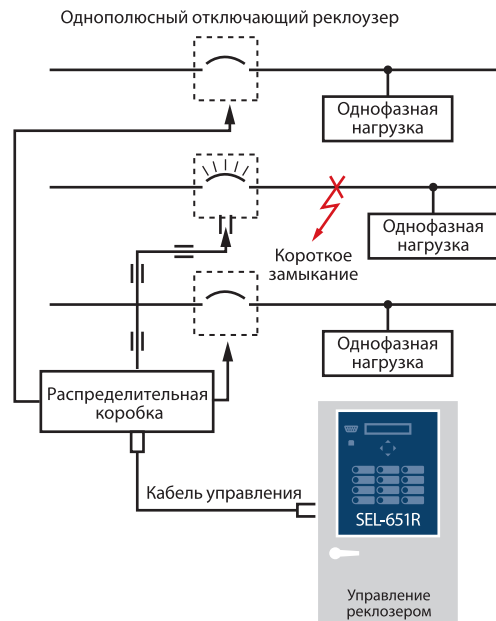 Однополюсный отключающий реклоузер
Однофазная
нагрузка
Однофазная
нагрузка
Короткое
замыкание
Однофазная
нагрузка
Распределительная
коробка
Кабель управления
SEL-651R
Управление
реклозером